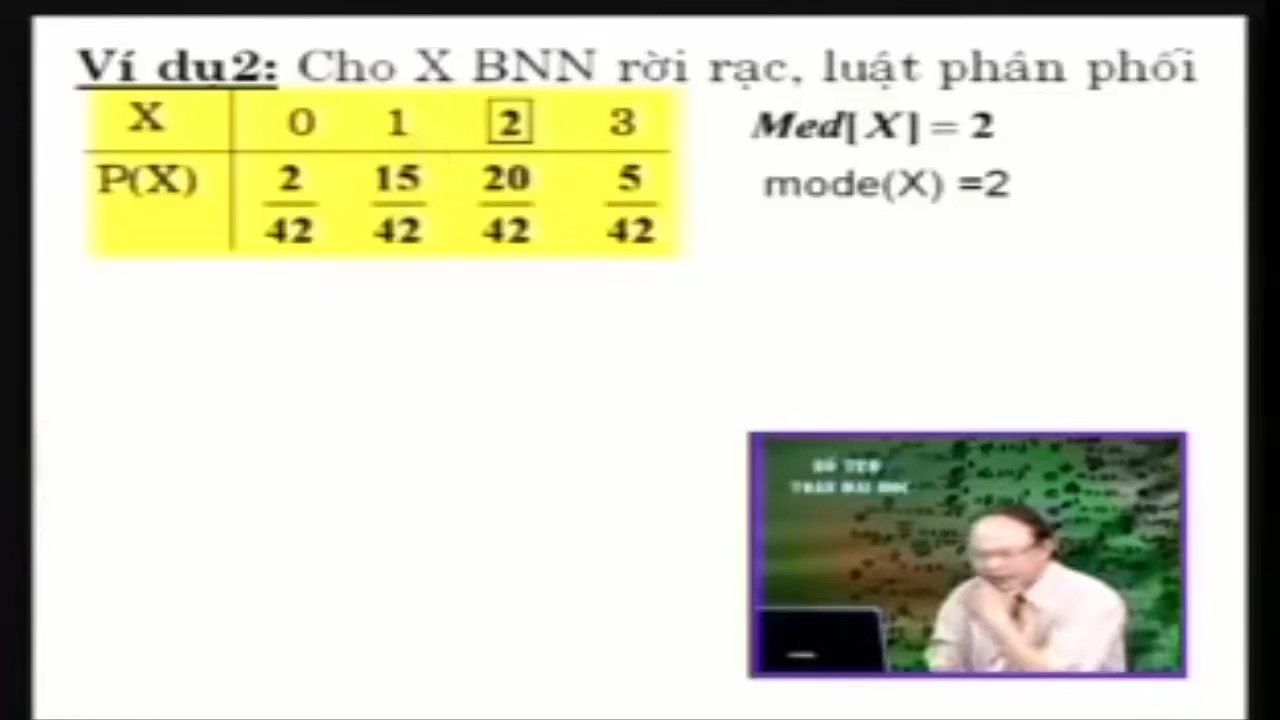 Ví dụ2: Cho X BNN rời rạc, luật phân phối
X 0 1 2 3
P(X) 2/42 15/42 20/42 5/42
Med[X] = 2
mode(X) =2